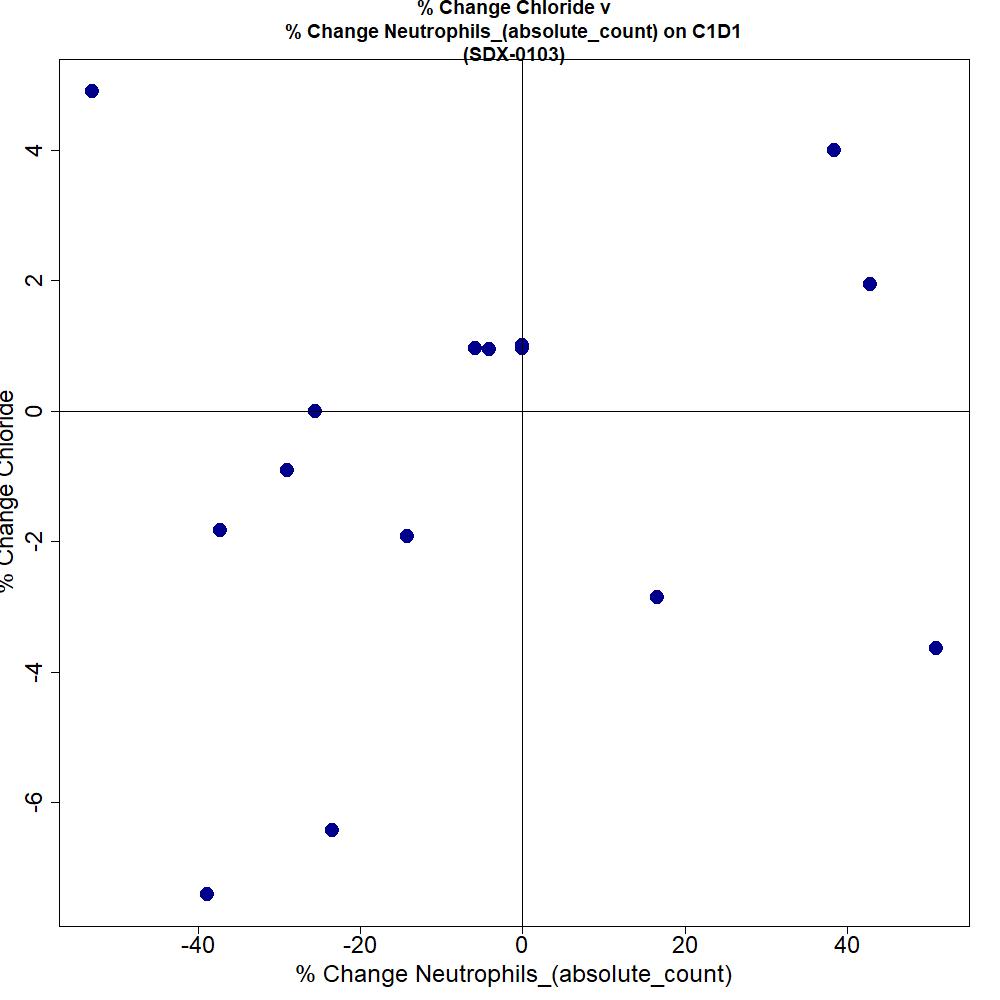 % Change Chloride v
% Change Neutrophils_(absolute_count) on C1D1
(SDX-0103)
4
2
0
-2
-4
-6
% Change Chloride
-40
-20
0
20
40
% Change Neutrophils_(absolute_count)